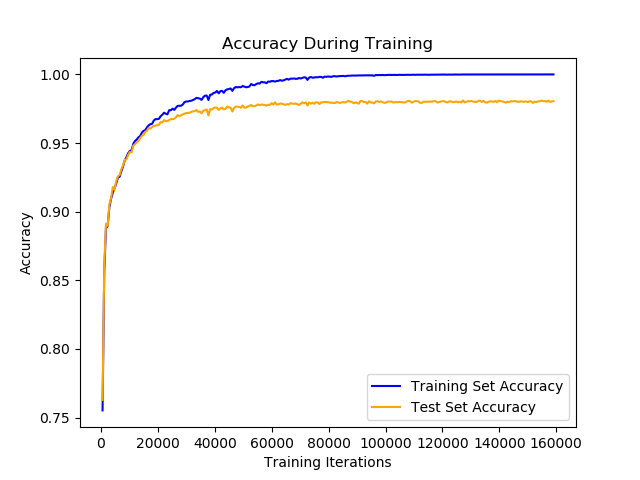 Accuracy During Training
1.00
0.95
0.90
0.85
0.80
0.75
Accuracy
0 20000 40000 60000 80000 100000 120000 140000 160000
Training Iterations
Training Set Accuracy
Test Set Accuracy